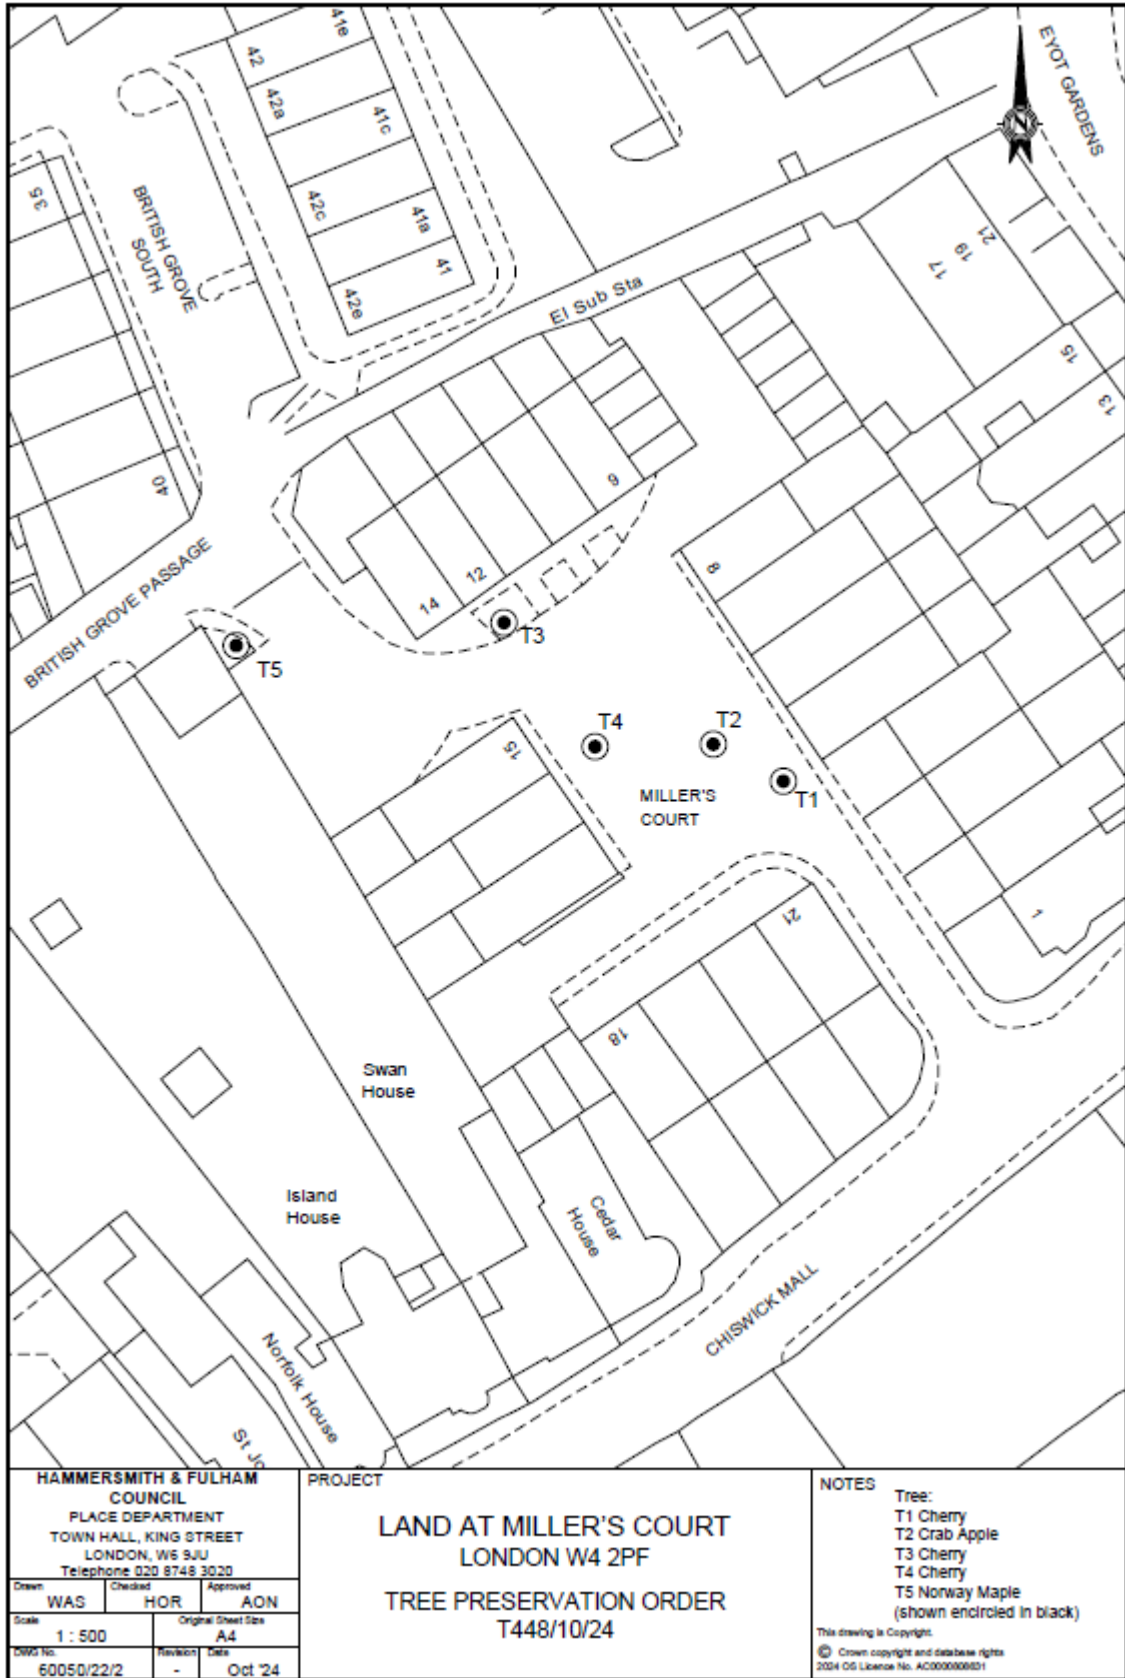 EYOT GARDENS
N
41e
42
42a
41c
42c
41a
41
42e
35
BRITISH GROVE
SOUTH
40
El Sub Sta
21
19
17
15
13
9
12
14
8
BRITISH GROVE PASSAGE
T3
T5
T4
T2
T1
15
MILLER'S
COURT
1
21
18
Swan
House
Island
House
Cedar
House
CHISWICK MALL
Norfolk House
St Jo
HAMMERSMITH & FULHAM
COUNCIL
PLACE DEPARTMENT
TOWN HALL, KING STREET
LONDON, W6 9JU
Telephone 020 8748 3020
Drawn
WAS
Checked
HOR
Approved
AON
Scale
1 : 500
Original Sheet Size
A4
DWG No.
60050/22/2
Revision
-
Date
Oct '24
PROJECT
LAND AT MILLER'S COURT
LONDON W4 2PF
TREE PRESERVATION ORDER
T448/10/24
NOTES
Tree:
T1 Cherry
T2 Crab Apple
T3 Cherry
T4 Cherry
T5 Norway Maple
(shown encircled in black)
This drawing is Copyright.
© Crown copyright and database rights
2024 OS Licence No.